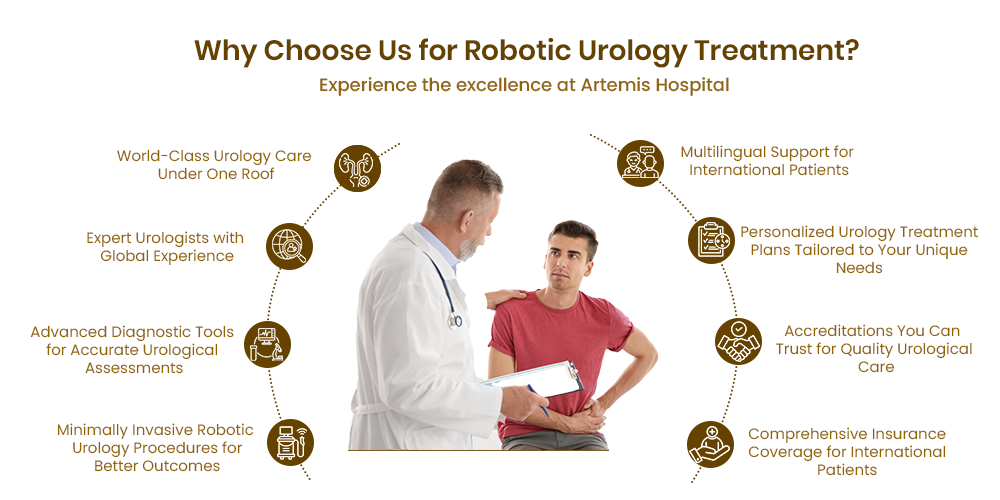 Why Choose Us for Robotic Urology Treatment?
Experience the excellence at Artemis Hospital
World-Class Urology Care
Under One Roof
Expert Urologists with
Global Experience
Advanced Diagnostic Tools
for Accurate Urological
Assessments
Minimally Invasive Robotic
Urology Procedures for
Better Outcomes
Multilingual Support for
International Patients
Personalized Urology Treatment
Plans Tailored to Your Unique
Needs
Accreditations You Can
Trust for Quality Urological
Care
Comprehensive Insurance
Coverage for International
Patients